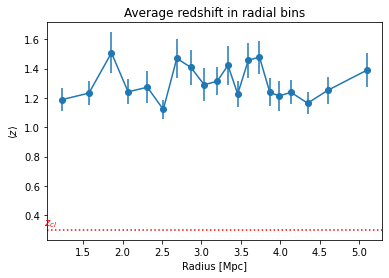 Average redshift in radial bins
1.6
1.4
1.2
1.0
0.8
0.6
0.4
⟨z⟩
z_cl
1.5 2.0 2.5 3.0 3.5 4.0 4.5 5.0
Radius [Mpc]